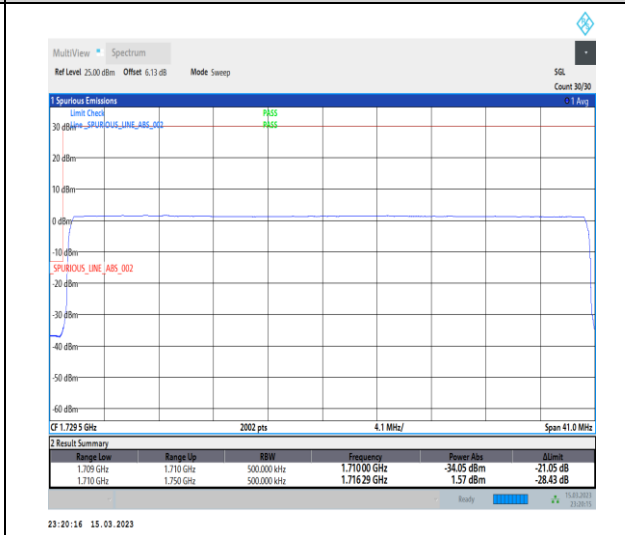 MultiView Spectrum
Ref Level 25.00 dBm Offset 6.13 dB Mode Sweep SGL
Count 30/30
1 Spurious Emissions 1 Avg
Limit Check PASS
Line _SPURIOUS_LINE_ABS_002 PASS
30 dBm
20 dBm
10 dBm
0 dBm
-10 dBm
_SPURIOUS_LINE_ABS_002
-20 dBm
-30 dBm
-40 dBm
-50 dBm
-60 dBm
CF 1.729 5 GHz 2002 pts 4.1 MHz/ Span 41.0 MHz
2 Result Summary
Range Low Range Up RBW Frequency Power Abs ΔLimit
1.709 GHz 1.710 GHz 500.000 kHz 1.710 00 GHz -34.05 dBm -21.05 dB
1.710 GHz 1.750 GHz 500.000 kHz 1.716 29 GHz 1.57 dBm -28.43 dB
Ready 15.03.2023
23:20:15
23:20:16 15.03.2023